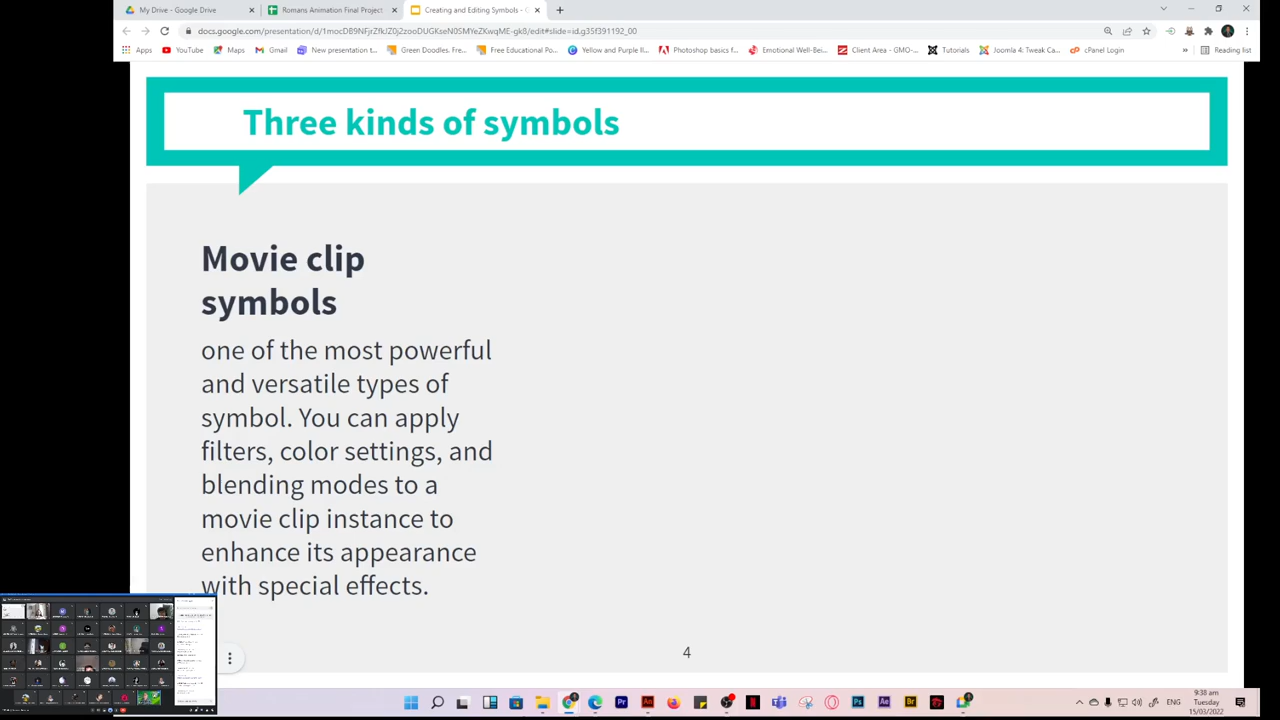 My Drive - Google Drive
Romans Animation Final Project
Creating and Editing Symbols - G
docs.google.com/presentation/d/1mocDB9NFjrZfkJZ0j2zooDUGKseN0SMYeZKwqME-gk8/edit#slide=id.g35f391192_00
Apps
YouTube
Maps
Gmail
New presentation t...
Green Doodles, Fre...
Free Educational Po...
Yellow and Purple Il...
Photoshop basics f...
Emotional Well-Be...
Client Area - GMO-...
Tutorials
Joomla 4: Tweak Ca...
cPanel Login
Reading list
Three kinds of symbols
Movie clip
symbols
one of the most powerful
and versatile types of
symbol. You can apply
filters, color settings, and
blending modes to a
movie clip instance to
enhance its appearance
with special effects.
4
ENG
9:38 am
Tuesday
15/03/2022